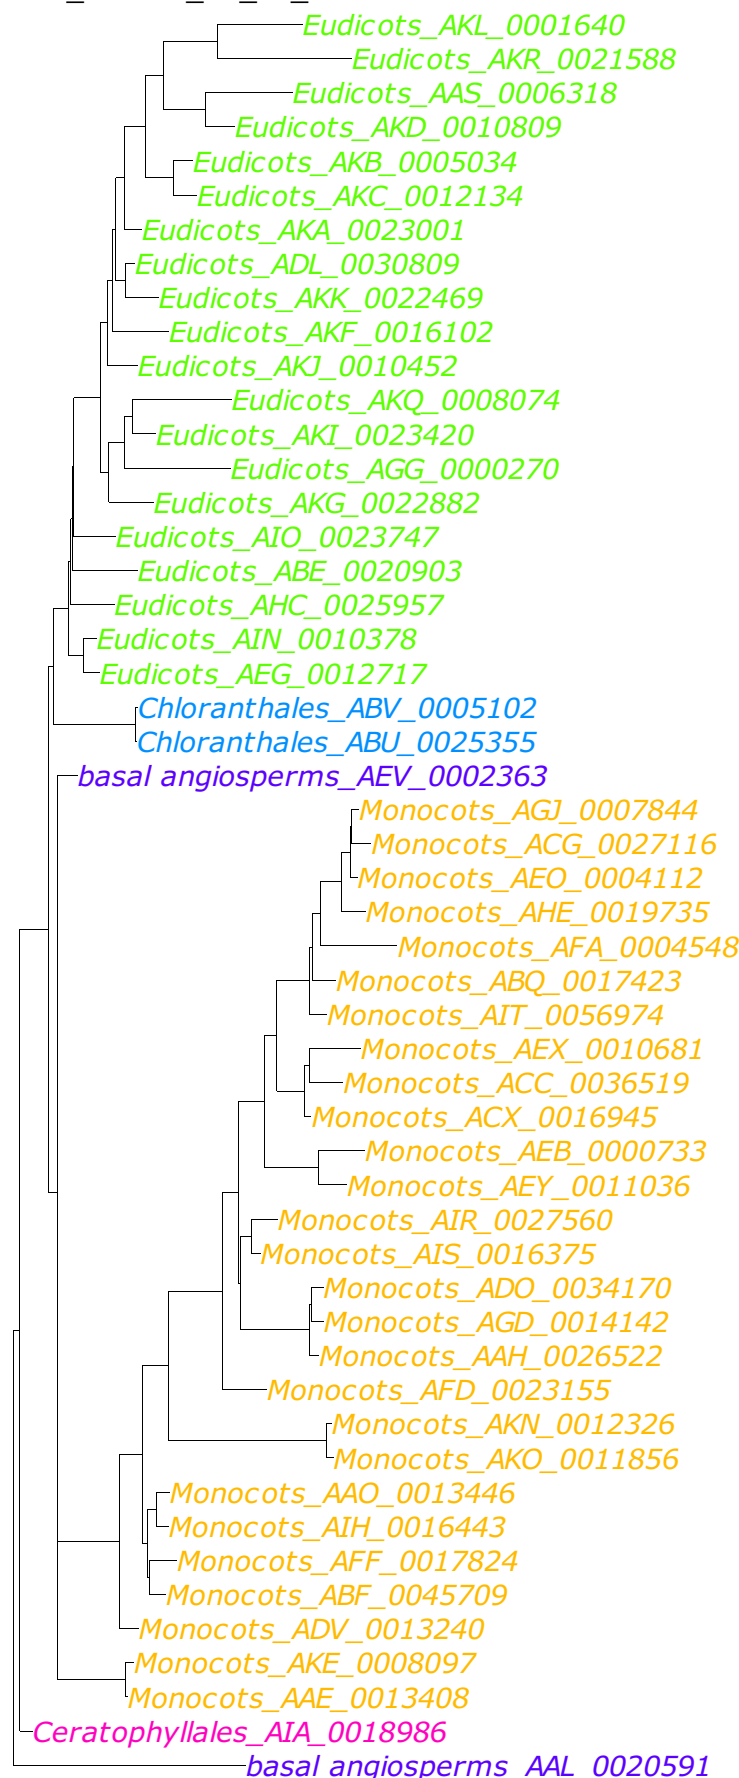 Eudicots_AKL_0001640
Eudicots_AKR_0021588
Eudicots_AAS_0006318
Eudicots_AKD_0010809
Eudicots_AKB_0005034
Eudicots_AKC_0012134
Eudicots_AKA_0023001
Eudicots_ADL_0030809
Eudicots_AKK_0022469
Eudicots_AKF_0016102
Eudicots_AKJ_0010452
Eudicots_AKQ_0008074
Eudicots_AKI_0023420
Eudicots_AGG_0000270
Eudicots_AKG_0022882
Eudicots_AIO_0023747
Eudicots_ABE_0020903
Eudicots_AHC_0025957
Eudicots_AIN_0010378
Eudicots_AEG_0012717
Chloranthales_ABV_0005102
Chloranthales_ABU_0025355
basal angiosperms_AEV_0002363
Monocots_AGJ_0007844
Monocots_ACG_0027116
Monocots_AEO_0004112
Monocots_AHE_0019735
Monocots_AFA_0004548
Monocots_ABQ_0017423
Monocots_AIT_0056974
Monocots_AEX_0010681
Monocots_ACC_0036519
Monocots_ACX_0016945
Monocots_AEB_0000733
Monocots_AEY_0011036
Monocots_AIR_0027560
Monocots_AIS_0016375
Monocots_ADO_0034170
Monocots_AGD_0014142
Monocots_AAH_0026522
Monocots_AFD_0023155
Monocots_AKN_0012326
Monocots_AKO_0011856
Monocots_AAO_0013446
Monocots_AIH_0016443
Monocots_AFF_0017824
Monocots_ABF_0045709
Monocots_ADV_0013240
Monocots_AKE_0008097
Monocots_AAE_0013408
Ceratophyllales_AIA_0018986
basal angiosperms_AAL_0020591